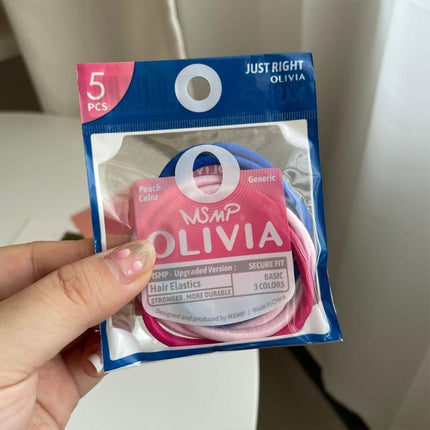 5
PCS
JUST RIGHT
OLIVIA
Peach
Color
Generic
MSMP
OLIVIA
MSMP - Upgraded Version :
SECURE FIT
Hair Elastics
BASIC
STRONGER . MORE DURABLE
3 COLORS
Designed and produced by MSMP | Made in China